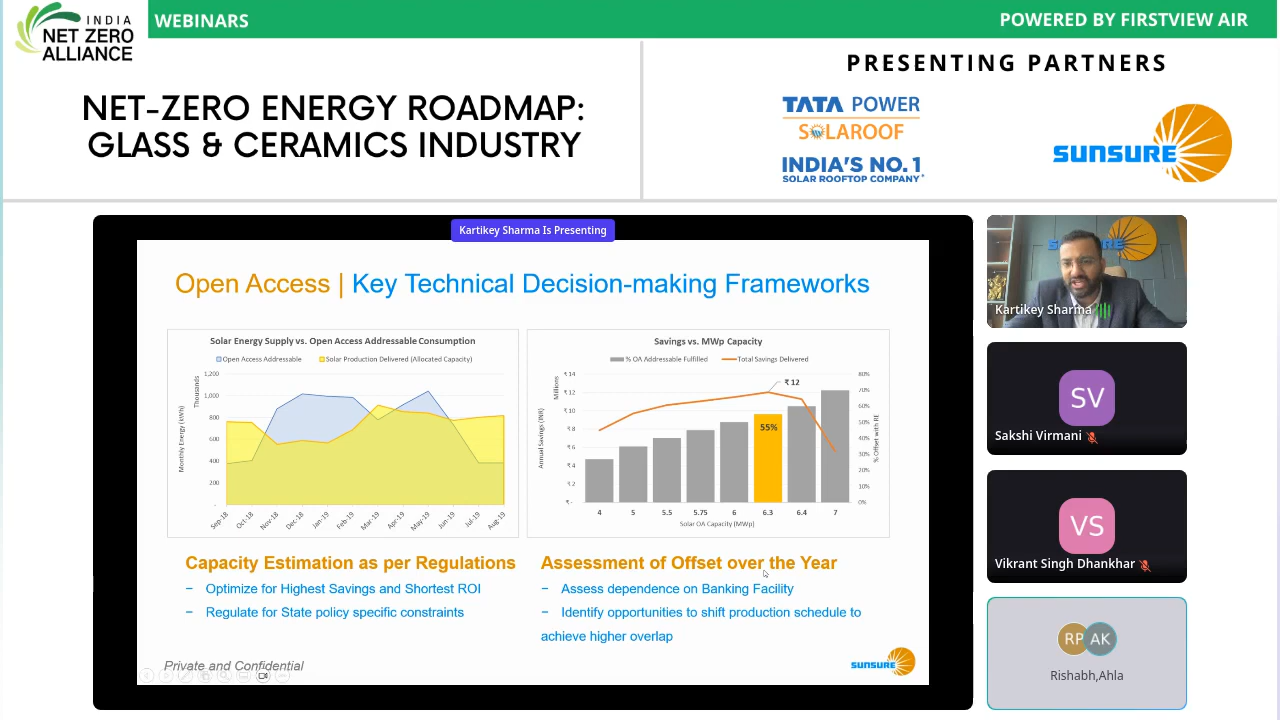 INDIA
NET ZERO
ALLIANCE
WEBINARS
POWERED BY FIRSTVIEW AIR
NET-ZERO ENERGY ROADMAP:
GLASS & CERAMICS INDUSTRY
PRESENTING PARTNERS
TATA POWER
SOLAROOF
INDIA'S NO.1
SOLAR ROOFTOP COMPANY*
SUNSURE
Kartikey Sharma Is Presenting
Open Access | Key Technical Decision-making Frameworks
Solar Energy Supply vs. Open Access Addressable Consumption
Open Access Addressable
Solar Production Delivered (Allocated Capacity)
Thousands
Monthly Energy (kWh)
1,200
1,000
800
600
400
200
-
Sep-18
Oct-18
Nov-18
Dec-18
Jan-19
Feb-19
Mar-19
Apr-19
May-19
Jun-19
Jul-19
Aug-19
Savings vs. MWp Capacity
% OA Addressable Fulfilled
Total Savings Delivered
Millions
Annual Savings (INR)
₹ 14
₹ 12
₹ 10
₹ 8
₹ 6
₹ 4
₹ 2
₹ -
₹ 12
55%
80%
70%
60%
50%
40%
30%
20%
10%
0%
% Offset with RE
4
5
5.5
5.75
6
6.3
6.4
7
Solar OA Capacity (MWp)
Capacity Estimation as per Regulations
− Optimize for Highest Savings and Shortest ROI
− Regulate for State policy specific constraints
Assessment of Offset over the Year
− Assess dependence on Banking Facility
− Identify opportunities to shift production schedule to
achieve higher overlap
Private and Confidential
SUNSURE
SUNSURE
Kartikey Sharma
SV
Sakshi Virmani
VS
Vikrant Singh Dhankhar
RP
AK
Rishabh,Ahla